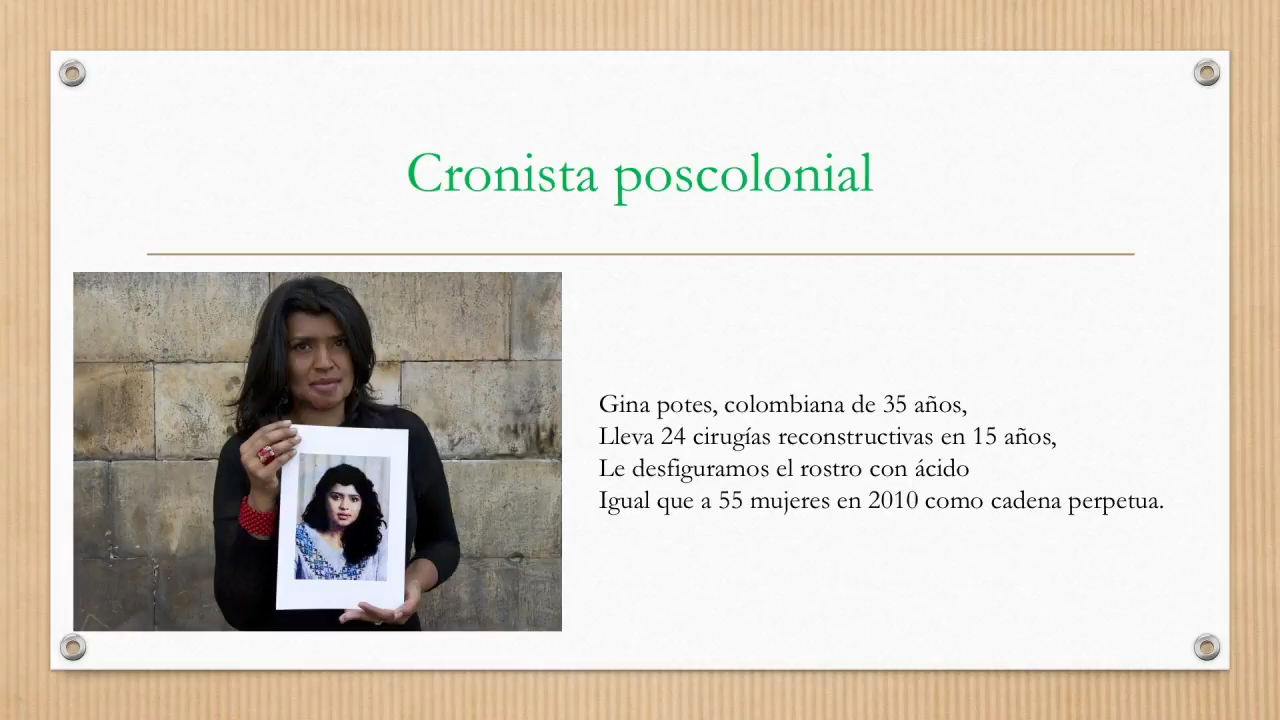 Cronista poscolonial
Gina potes, colombiana de 35 años,
Lleva 24 cirugías reconstructivas en 15 años,
Le desfiguramos el rostro con ácido
Igual que a 55 mujeres en 2010 como cadena perpetua.